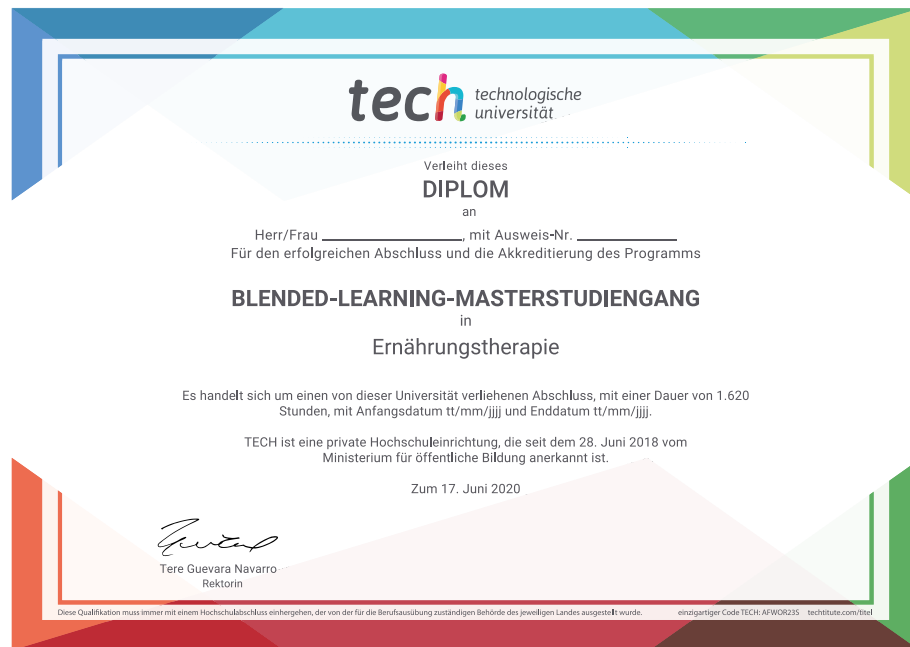 tech technologische
universität
Verleiht dieses
DIPLOM
an
Herr/Frau ____________________, mit Ausweis-Nr. ______________
Für den erfolgreichen Abschluss und die Akkreditierung des Programms
BLENDED-LEARNING-MASTERSTUDIENGANG
in
Ernährungstherapie
Es handelt sich um einen von dieser Universität verliehenen Abschluss, mit einer Dauer von 1.620
Stunden, mit Anfangsdatum tt/mm/jjjj und Enddatum tt/mm/jjjj.
TECH ist eine private Hochschuleinrichtung, die seit dem 28. Juni 2018 vom
Ministerium für öffentliche Bildung anerkannt ist.
Zum 17. Juni 2020
Tere Guevara Navarro
Rektorin
Diese Qualifikation muss immer mit einem Hochschulabschluss einhergehen, der von der für die Berufsausübung zuständigen Behörde des jeweiligen Landes ausgestellt wurde. einzigartiger Code TECH: AFWOR23S techtitute.com/titel